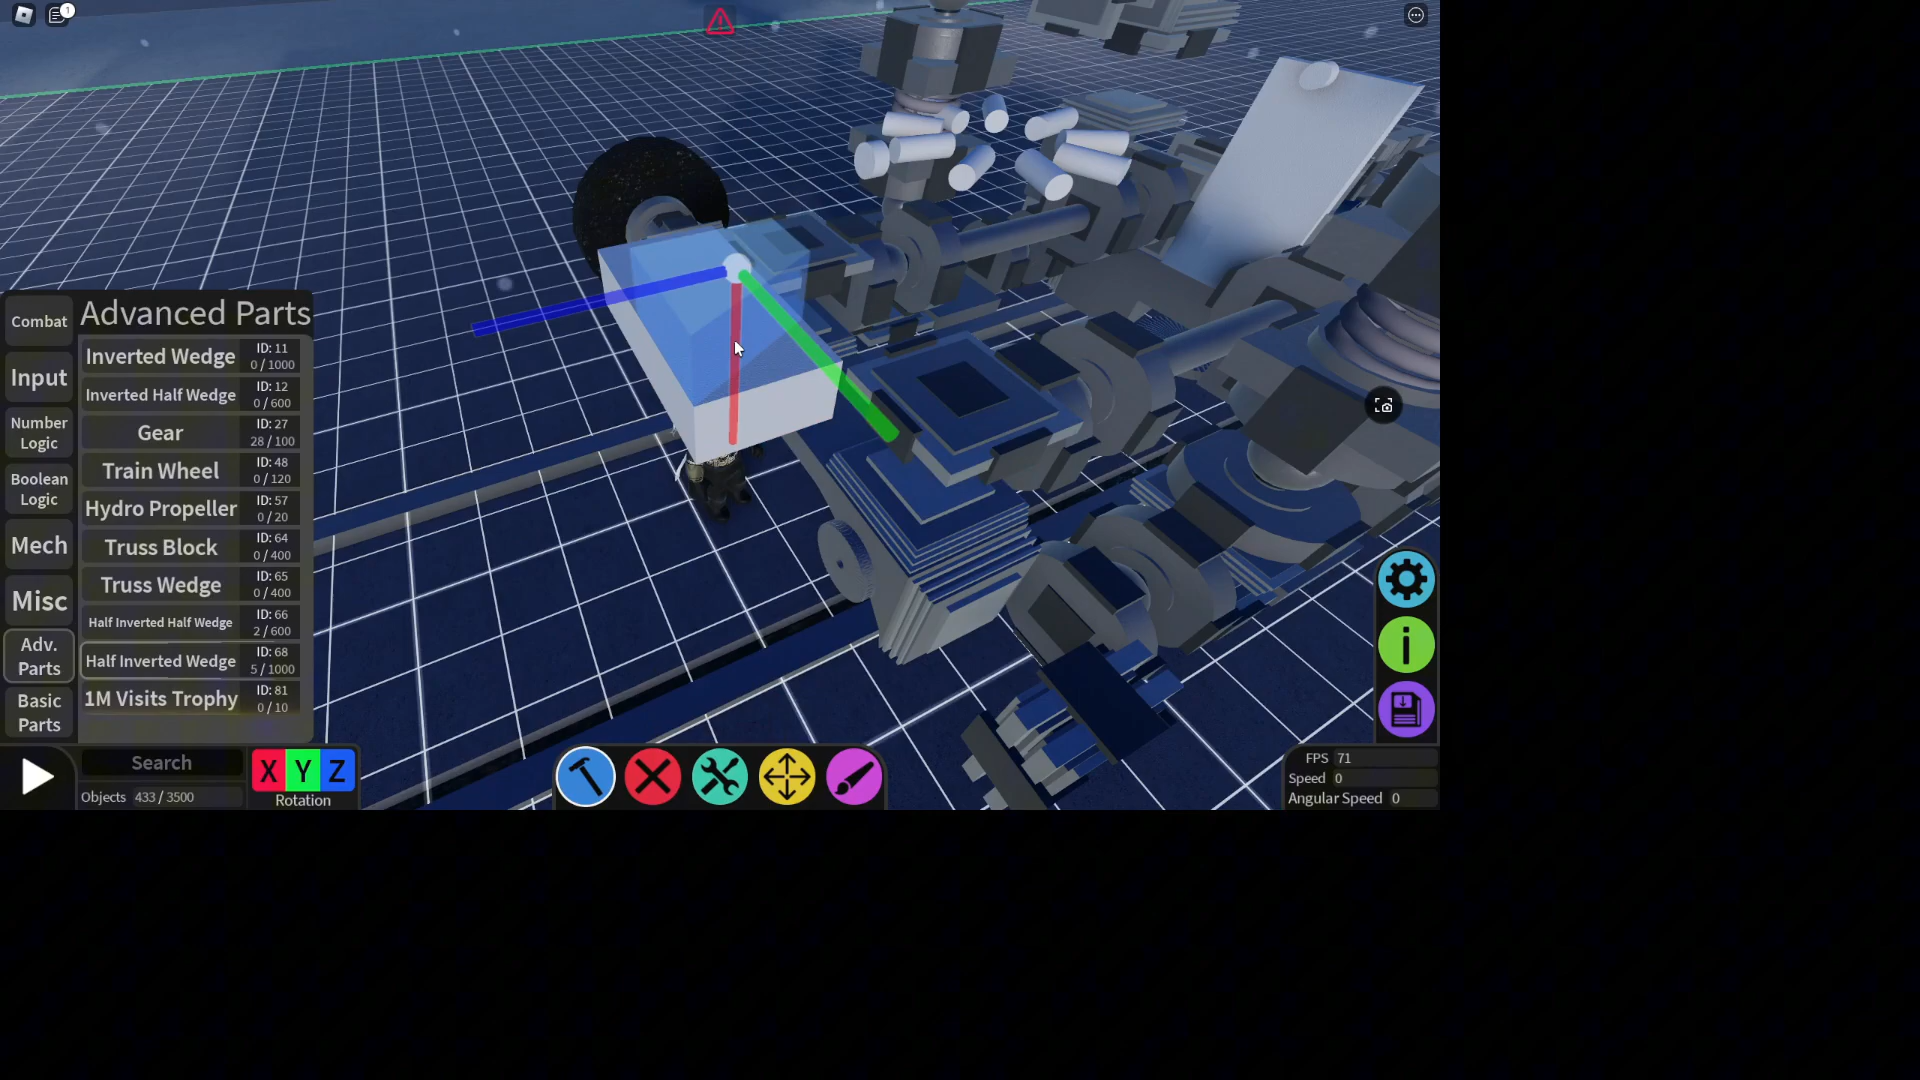 1
Advanced Parts
Combat
Input
Number
Logic
Boolean
Logic
Mech
Misc
Adv.
Parts
Basic
Parts
Inverted Wedge
ID: 11
0 / 1000
Inverted Half Wedge
ID: 12
0 / 600
Gear
ID: 27
28 / 100
Train Wheel
ID: 48
0 / 120
Hydro Propeller
ID: 57
0 / 20
Truss Block
ID: 64
0 / 400
Truss Wedge
ID: 65
0 / 400
Half Inverted Half Wedge
ID: 66
2 / 600
Half Inverted Wedge
ID: 68
5 / 1000
1M Visits Trophy
ID: 81
0 / 10
Search
Objects 433 / 3500
X Y Z
Rotation
i
FPS 71
Speed 0
Angular Speed 0